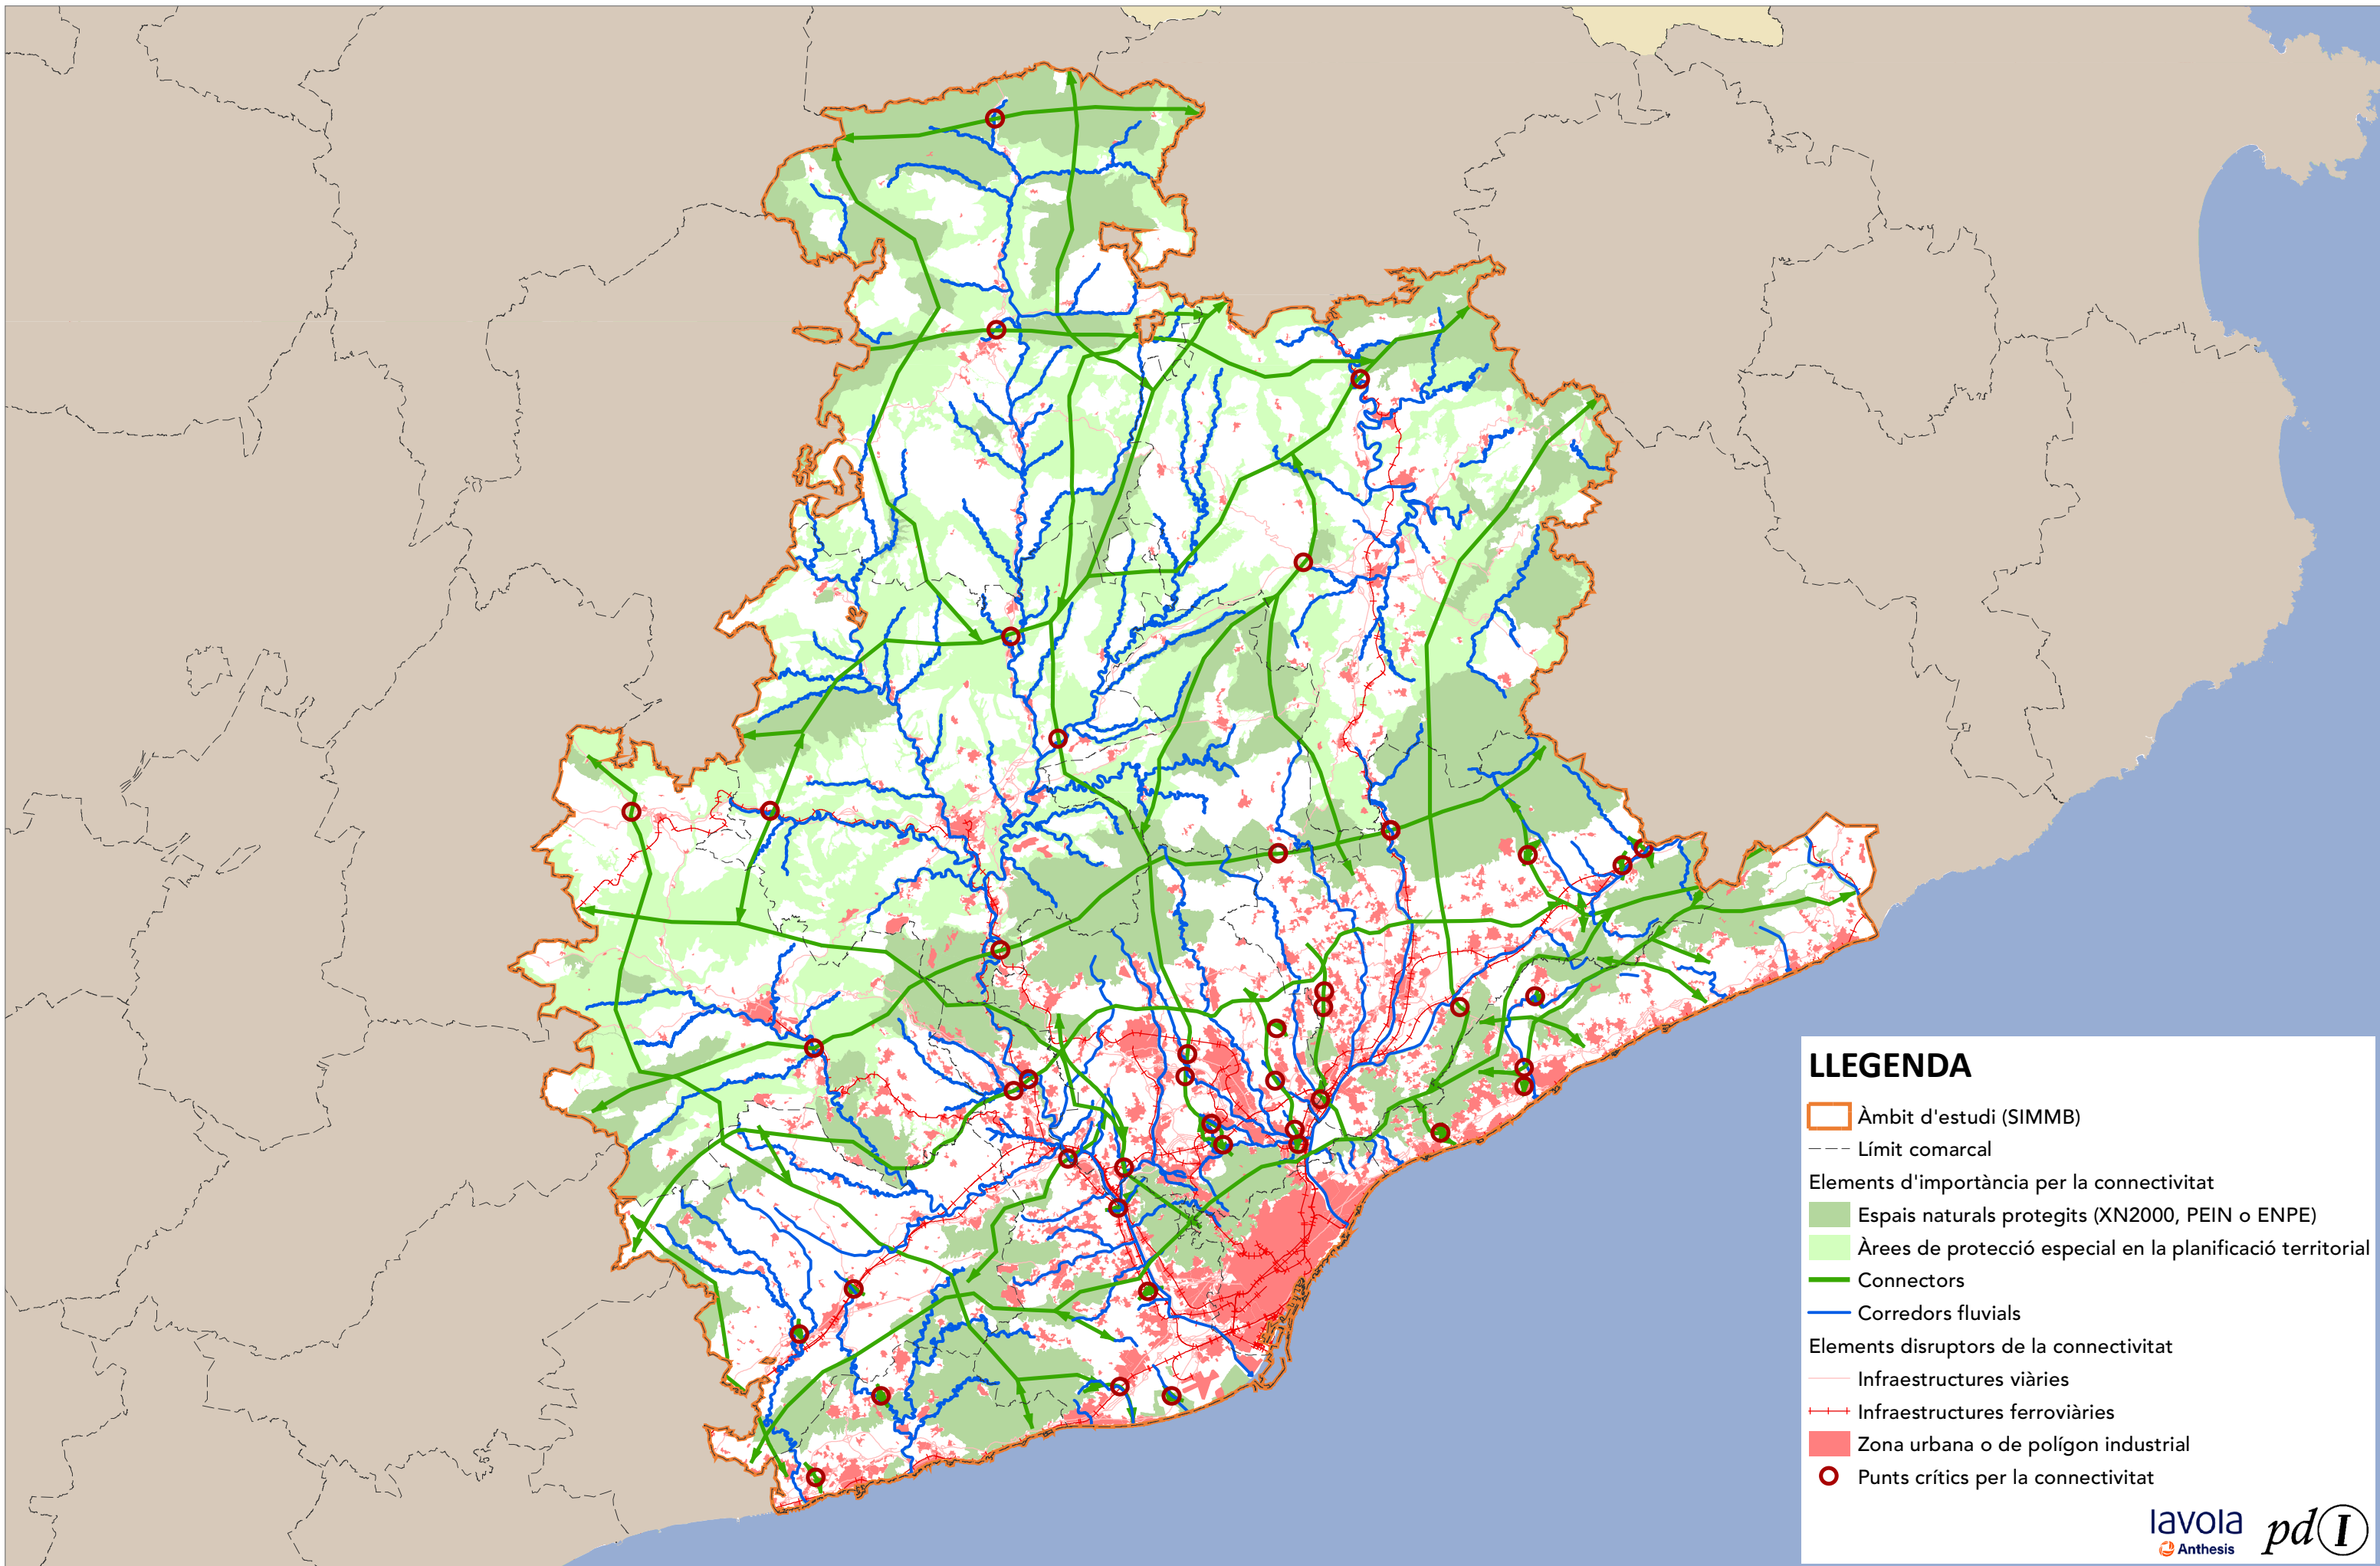 LLEGENDA
Àmbit d'estudi (SIMMB)
Límit comarcal
Elements d'importància per la connectivitat
Espais naturals protegits (XN2000, PEIN o ENPE)
Àrees de protecció especial en la planificació territorial
Connectors
Corredors fluvials
Elements disruptors de la connectivitat
Infraestructures viàries
Infraestructures ferroviàries
Zona urbana o de polígon industrial
Punts crítics per la connectivitat
lavola
Anthesis
pdI